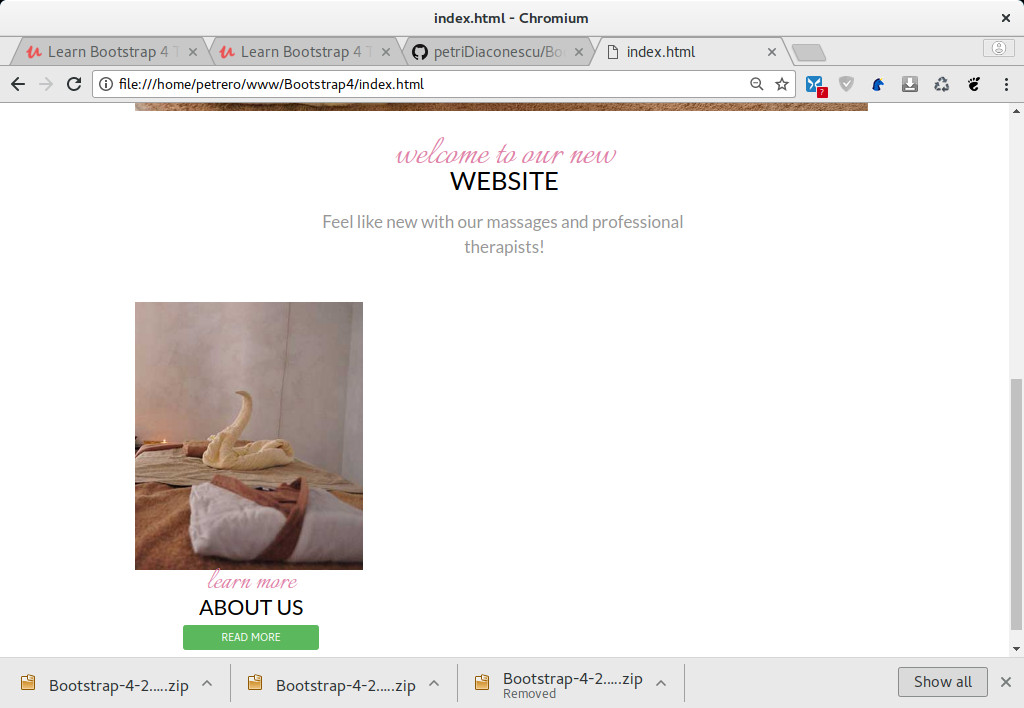 index.html - Chromium
Learn Bootstrap 4 T
Learn Bootstrap 4 T
petriDiaconescu/Boo
index.html
file:///home/petrero/www/Bootstrap4/index.html
?
welcome to our new
WEBSITE
Feel like new with our massages and professional
therapists!
learn more
ABOUT US
READ MORE
Bootstrap-4-2.....zip
Bootstrap-4-2.....zip
Bootstrap-4-2.....zip
Removed
Show all